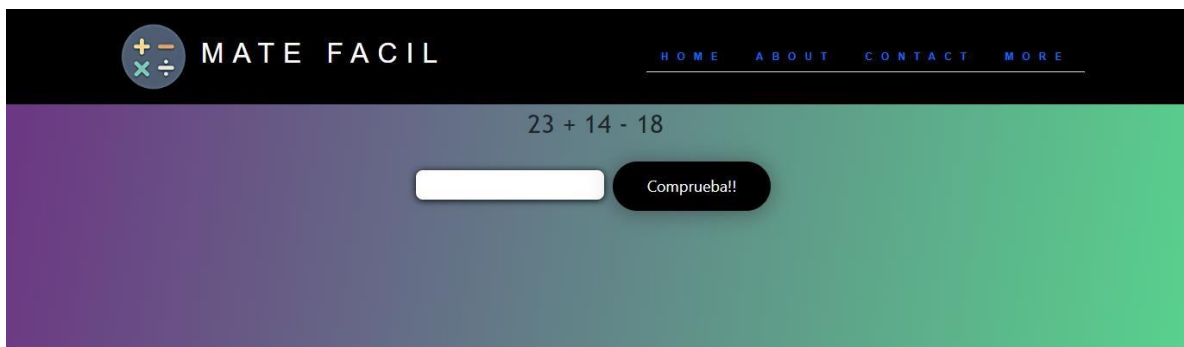 MATE FACIL
HOME ABOUT CONTACT MORE
23 + 14 - 18
Comprueba!!